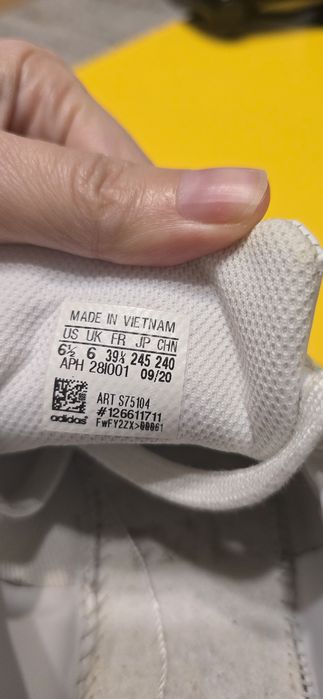 MADE IN VIETNAM
US UK FR JP CHN
6½ 6 39⅓ 245 240
APH 28I001 09/20
ART S75104
#126611711
adidas® FwFY2ZX>00061